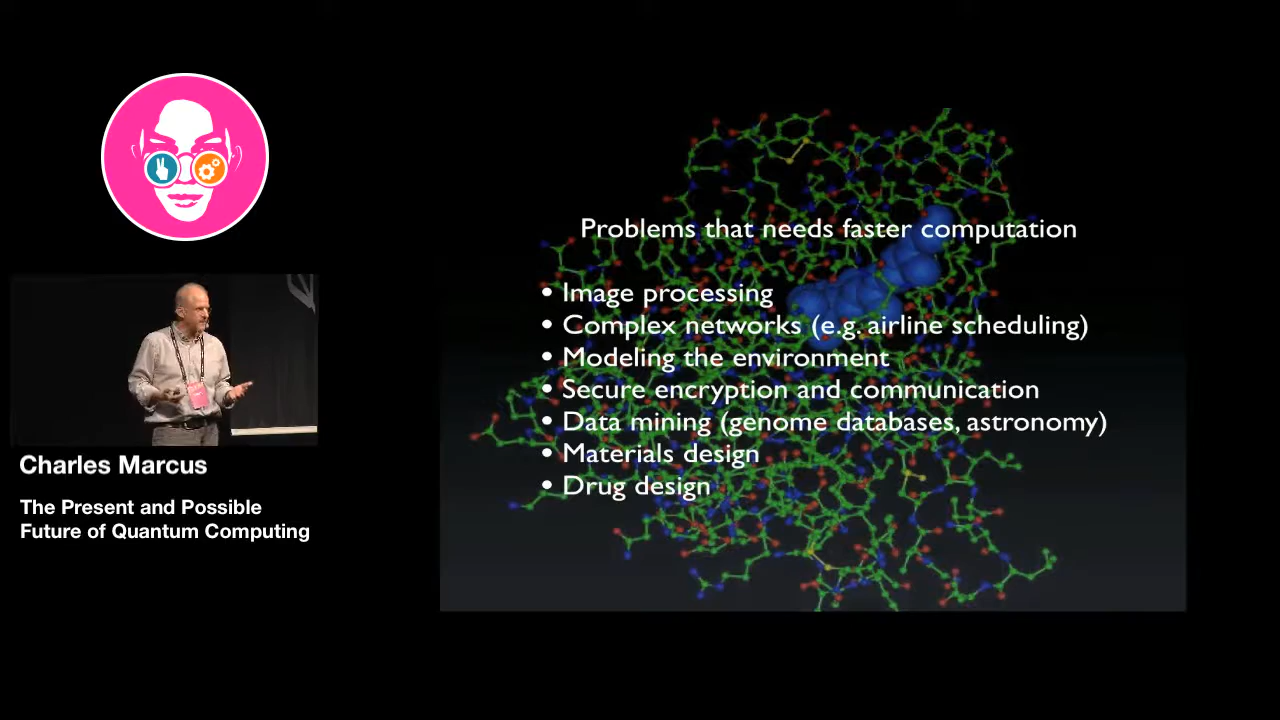 Charles Marcus
The Present and Possible
Future of Quantum Computing
Problems that needs faster computation
• Image processing
• Complex networks (e.g. airline scheduling)
• Modeling the environment
• Secure encryption and communication
• Data mining (genome databases, astronomy)
• Materials design
• Drug design